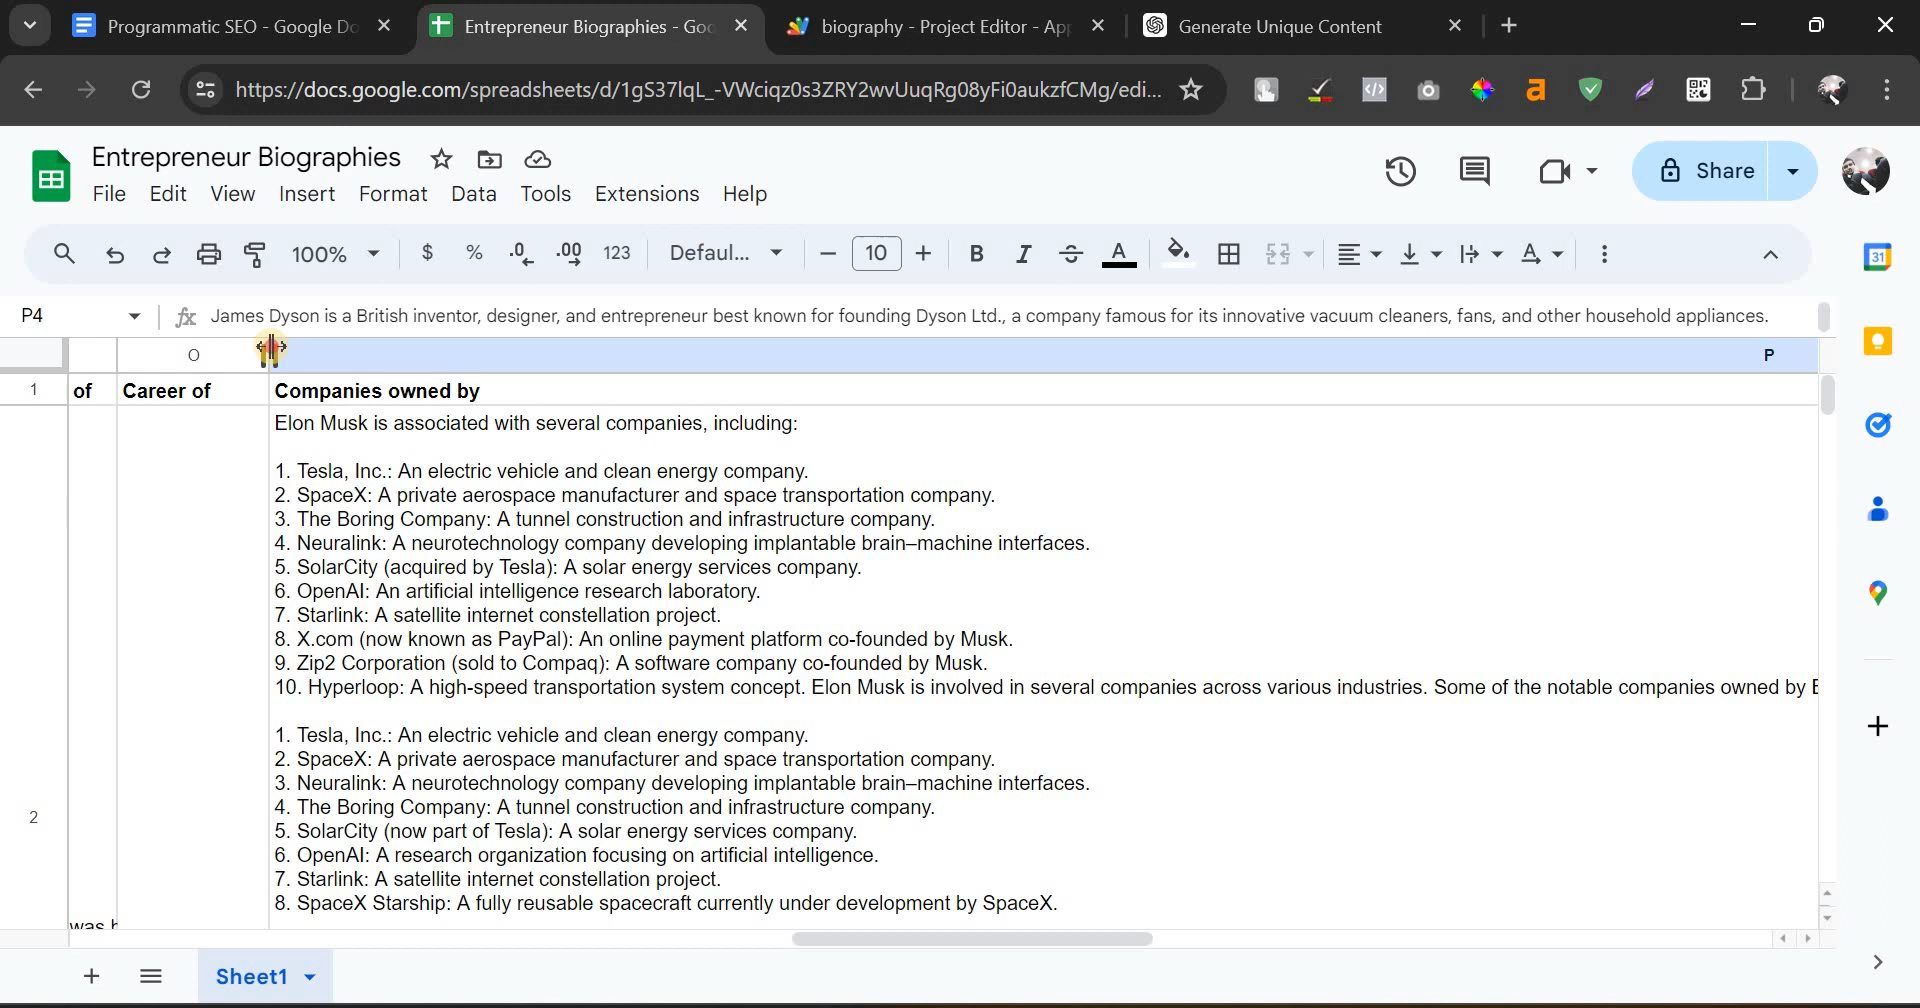 Programmatic SEO - Google Do
Entrepreneur Biographies - Goo
biography - Project Editor - App
Generate Unique Content
https://docs.google.com/spreadsheets/d/1gS37lqL_-VWciqz0s3ZRY2wvUuqRg08yFi0aukzfCMg/edi...
Entrepreneur Biographies
File Edit View Insert Format Data Tools Extensions Help
Share
100% $ % .0 .00 123 Defaul... − 10 + B I S A
P4
fx James Dyson is a British inventor, designer, and entrepreneur best known for founding Dyson Ltd., a company famous for its innovative vacuum cleaners, fans, and other household appliances.
O P
1 of Career of Companies owned by
Elon Musk is associated with several companies, including:
1. Tesla, Inc.: An electric vehicle and clean energy company.
2. SpaceX: A private aerospace manufacturer and space transportation company.
3. The Boring Company: A tunnel construction and infrastructure company.
4. Neuralink: A neurotechnology company developing implantable brain–machine interfaces.
5. SolarCity (acquired by Tesla): A solar energy services company.
6. OpenAI: An artificial intelligence research laboratory.
7. Starlink: A satellite internet constellation project.
8. X.com (now known as PayPal): An online payment platform co-founded by Musk.
9. Zip2 Corporation (sold to Compaq): A software company co-founded by Musk.
10. Hyperloop: A high-speed transportation system concept. Elon Musk is involved in several companies across various industries. Some of the notable companies owned by E
1. Tesla, Inc.: An electric vehicle and clean energy company.
2. SpaceX: A private aerospace manufacturer and space transportation company.
3. Neuralink: A neurotechnology company developing implantable brain–machine interfaces.
4. The Boring Company: A tunnel construction and infrastructure company.
2
5. SolarCity (now part of Tesla): A solar energy services company.
6. OpenAI: A research organization focusing on artificial intelligence.
7. Starlink: A satellite internet constellation project.
8. SpaceX Starship: A fully reusable spacecraft currently under development by SpaceX.
was h
Sheet1
31